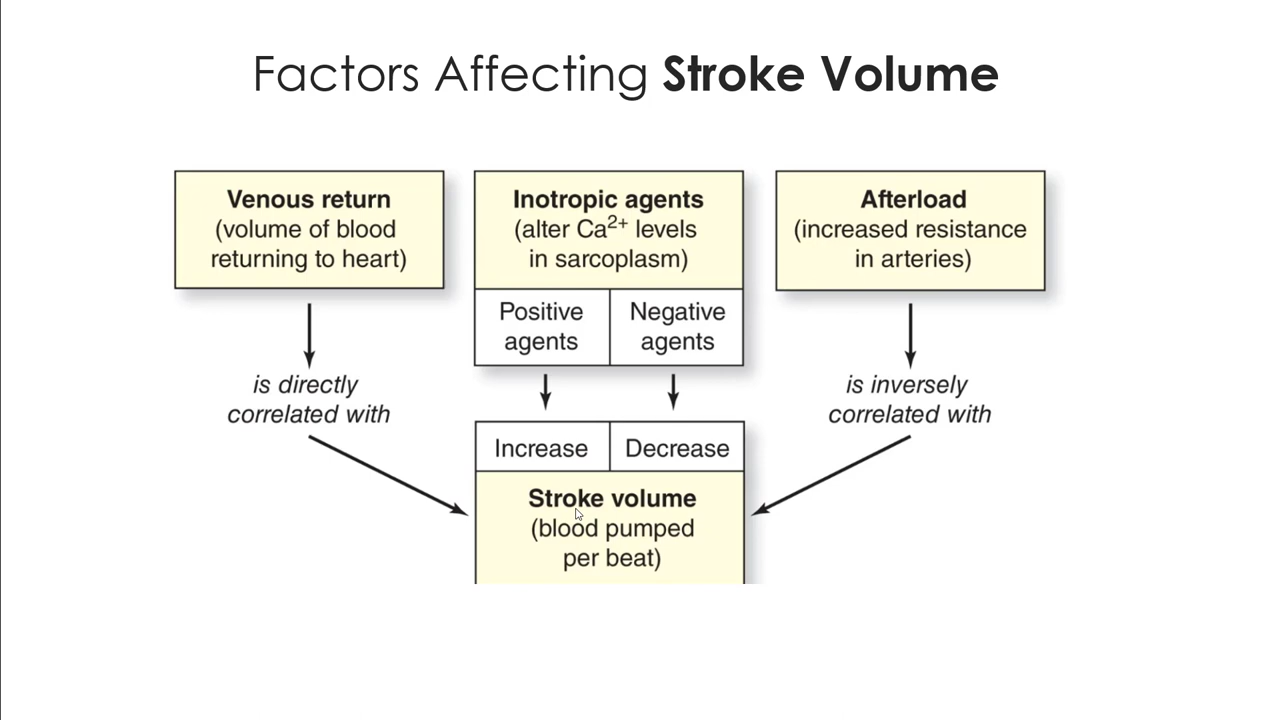 Factors Affecting Stroke Volume
Venous return
(volume of blood
returning to heart)
Inotropic agents
(alter Ca²⁺ levels
in sarcoplasm)
Afterload
(increased resistance
in arteries)
Positive
agents
Negative
agents
is directly
correlated with
is inversely
correlated with
Increase
Decrease
Stroke volume
(blood pumped
per beat)